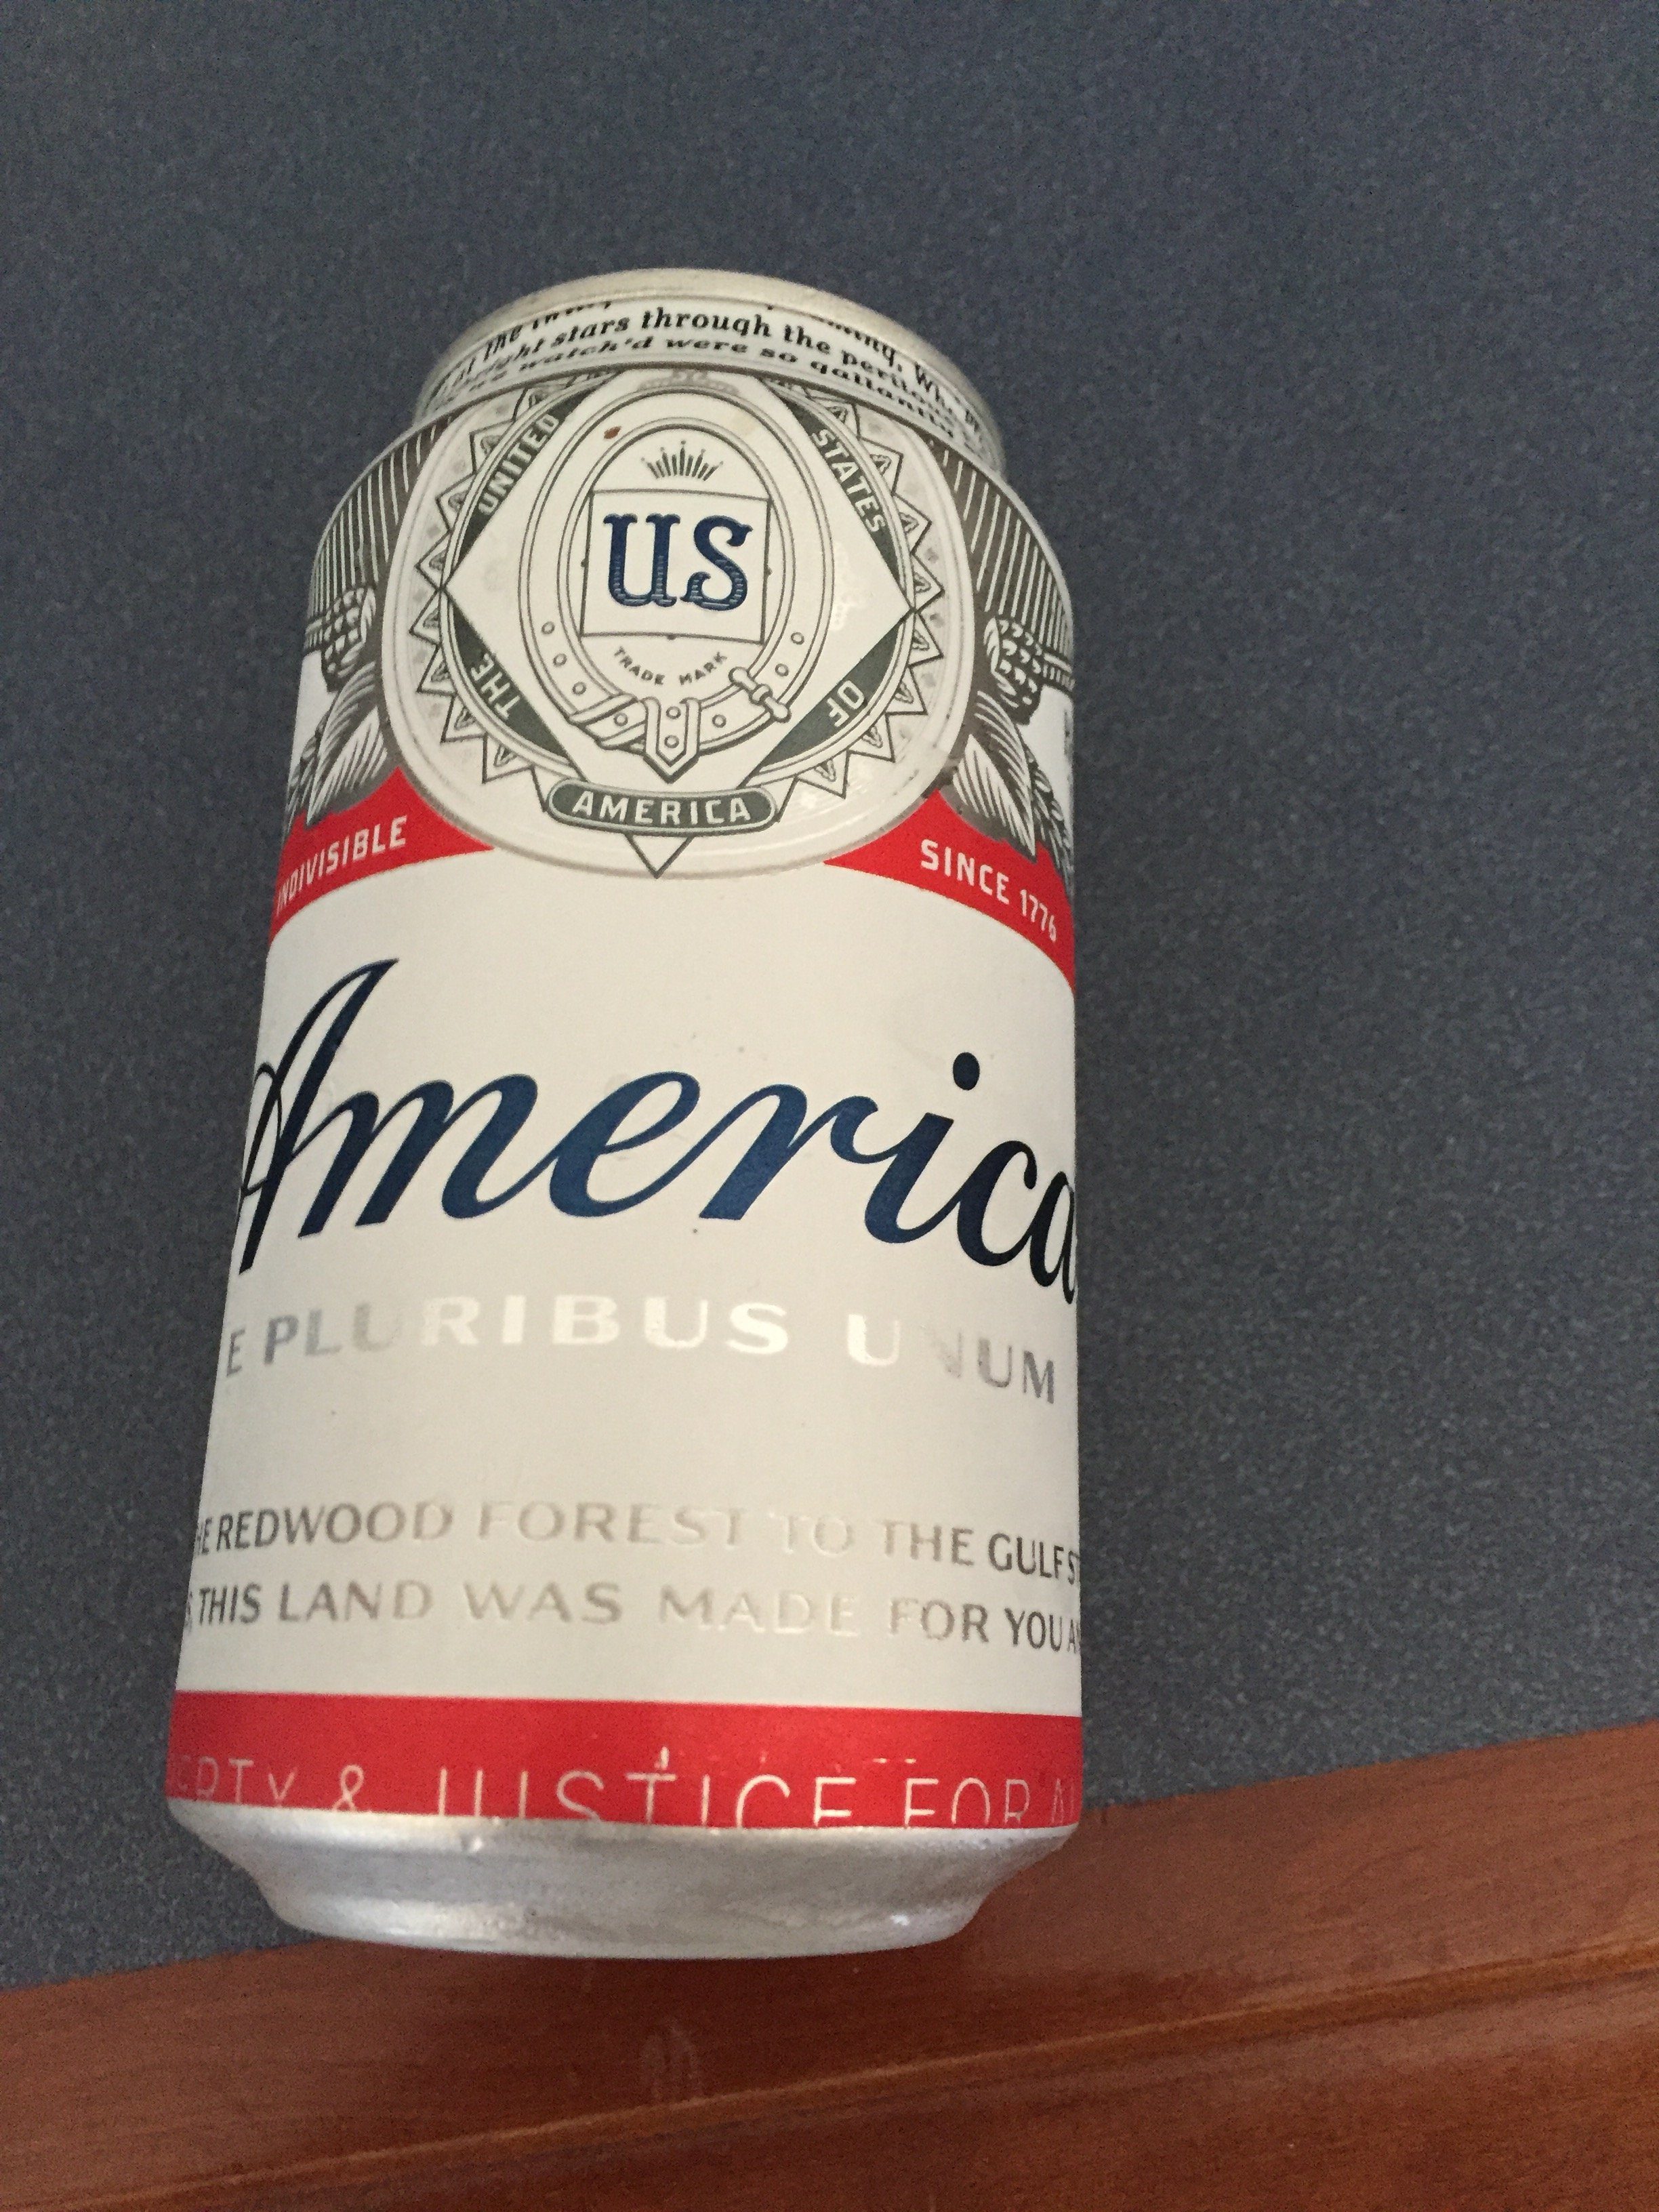 stars through the
watch'd were so
UNITED STATES
US
TRADE MARK
THE OF
AMERICA
INDIVISIBLE SINCE 1776
America
E PLURIBUS UNUM
REDWOOD FOREST TO THE GULF
THIS LAND WAS MADE FOR YOU
& JUSTICE FOR